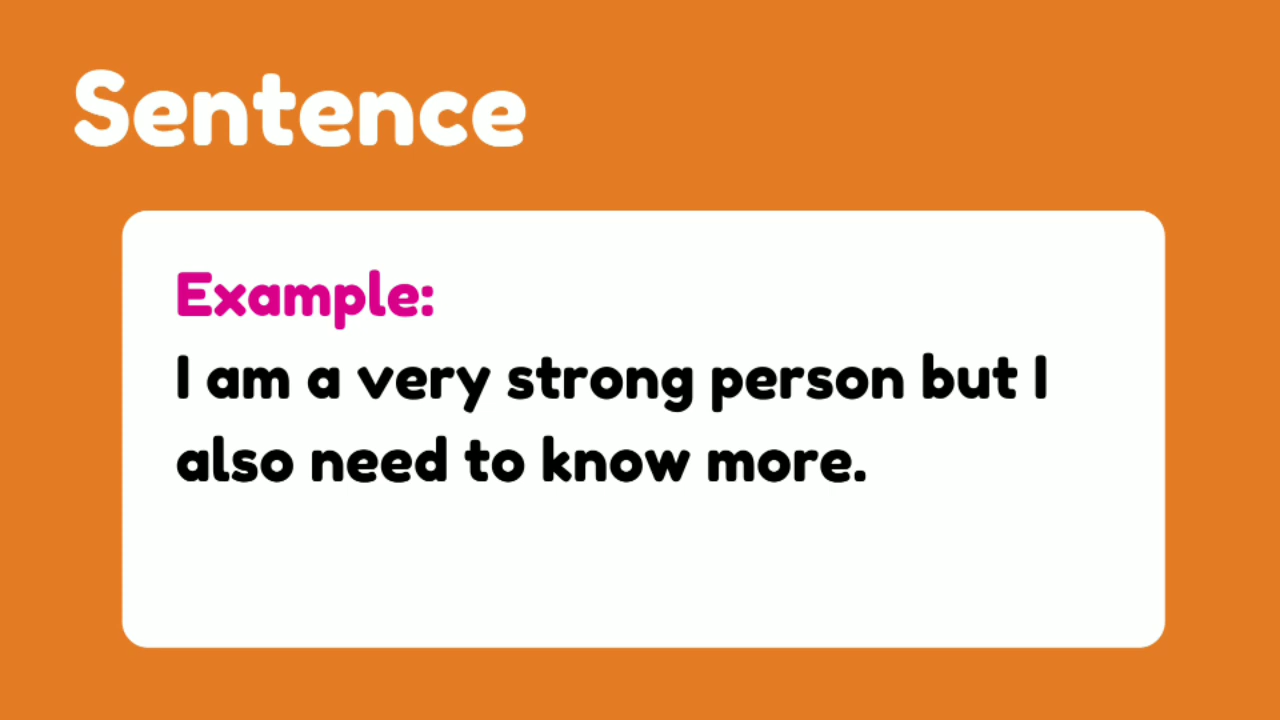 Sentence
Example:
I am a very strong person but I
also need to know more.